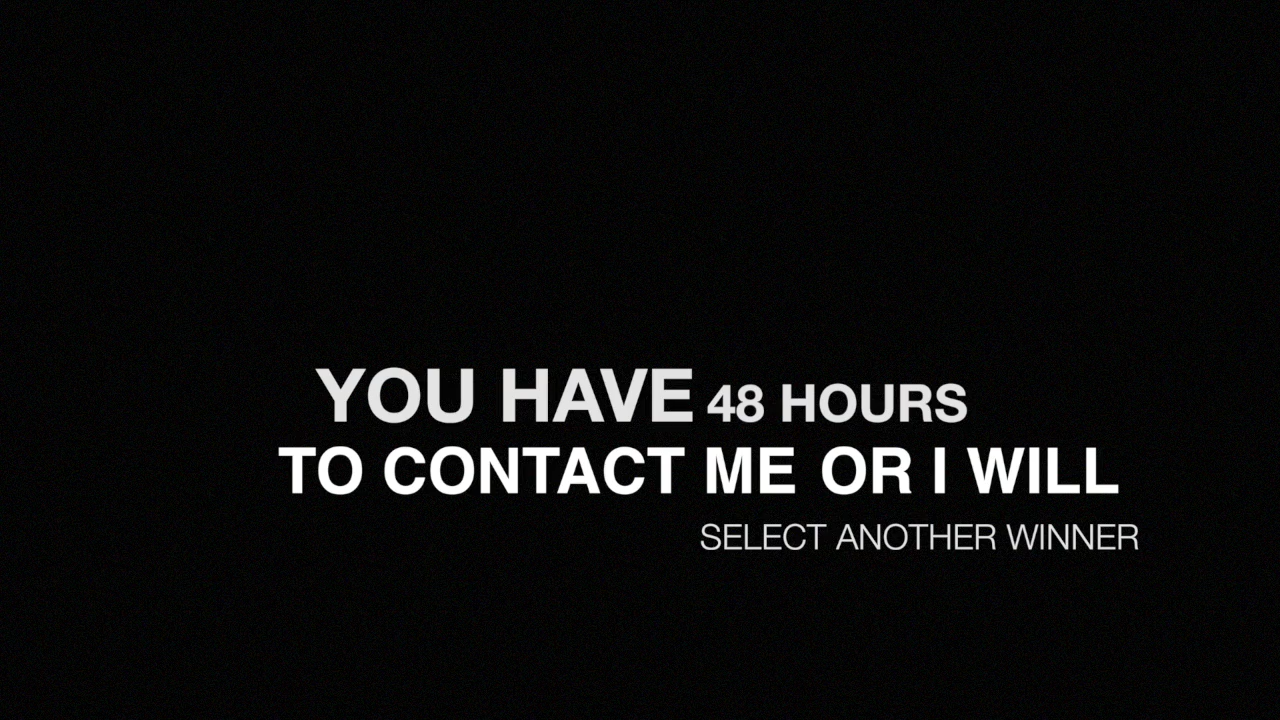 YOU HAVE 48 HOURS
TO CONTACT ME OR I WILL
SELECT ANOTHER WINNER